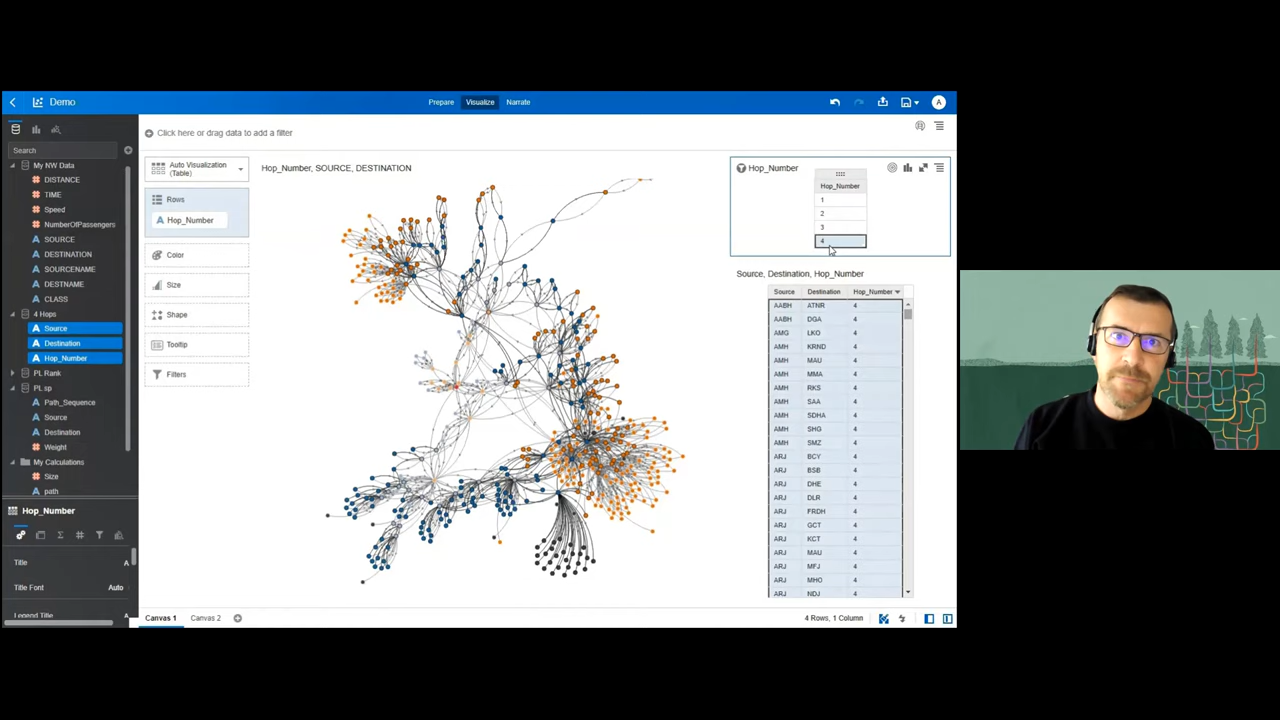 Demo
Prepare
Visualize
Narrate
A
Search
Click here or drag data to add a filter
My NW Data
DISTANCE
TIME
Speed
NumberOfPassengers
SOURCE
DESTINATION
SOURCENAME
DESTNAME
CLASS
4 Hops
A Source
A Destination
A Hop_Number
PL Rank
PL sp
A Path_Sequence
A Source
A Destination
Weight
My Calculations
Size
A path
Hop_Number
Title
A
Title Font
Auto
Legend Title
Auto Visualization
(Table)
Rows
A Hop_Number
Color
Size
Shape
Tooltip
Filters
Hop_Number, SOURCE, DESTINATION
Hop_Number
Hop_Number
1
2
3
4
Source, Destination, Hop_Number
Source Destination Hop_Number
AABH ATNR 4
AABH DGA 4
AMG LKO 4
AMH KRND 4
AMH MAU 4
AMH MMA 4
AMH RKS 4
AMH SAA 4
AMH SDHA 4
AMH SHG 4
AMH SMZ 4
ARJ BCY 4
ARJ BSB 4
ARJ DHE 4
ARJ DLR 4
ARJ FRDH 4
ARJ GCT 4
ARJ KCT 4
ARJ MAU 4
ARJ MFJ 4
ARJ MHO 4
ARJ NDJ 4
Canvas 1
Canvas 2
4 Rows, 1 Column